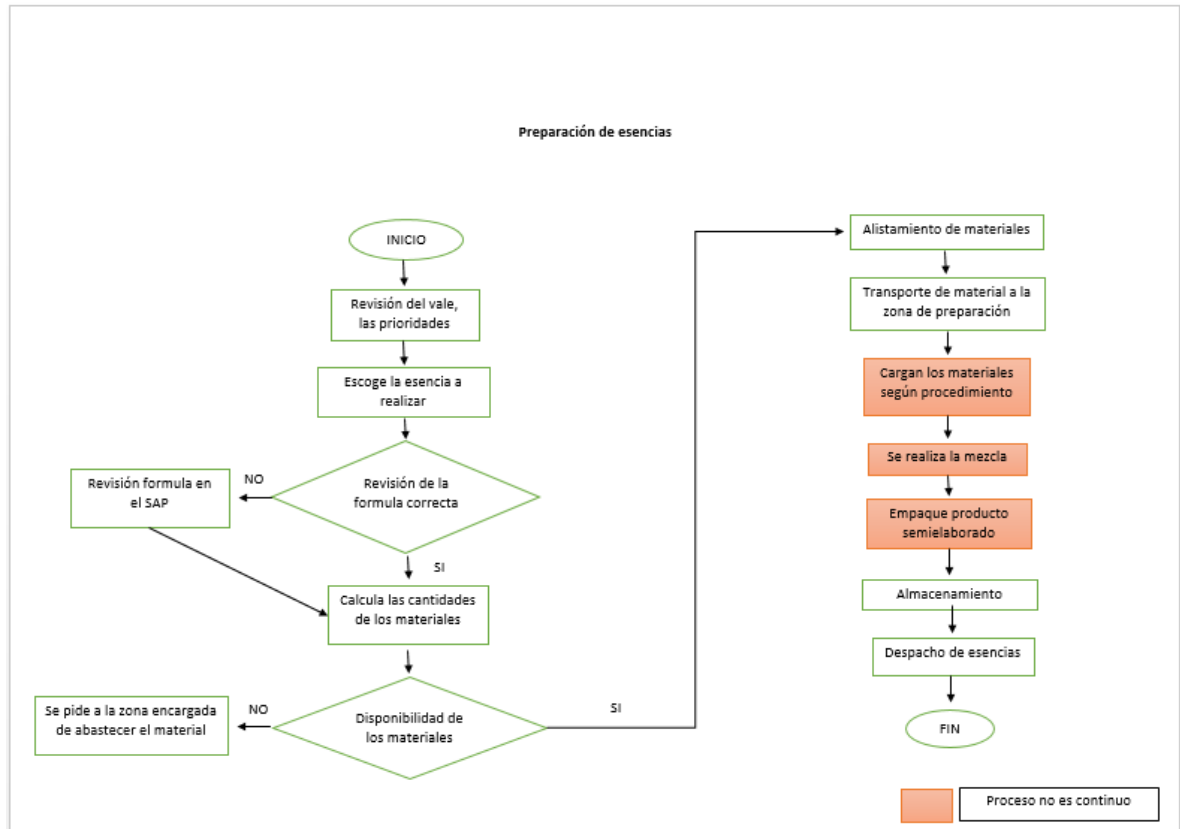 Preparación de esencias
INICIO
Revisión del vale,
las prioridades
Escoge la esencia a
realizar
Revisión de la
formula correcta
NO
Revisión formula en
el SAP
SI
Calcula las cantidades
de los materiales
Disponibilidad de
los materiales
NO
Se pide a la zona encargada
de abastecer el material
SI
Alistamiento de materiales
Transporte de material a la
zona de preparación
Cargan los materiales
según procedimiento
Se realiza la mezcla
Empaque producto
semielaborado
Almacenamiento
Despacho de esencias
FIN
Proceso no es continuo